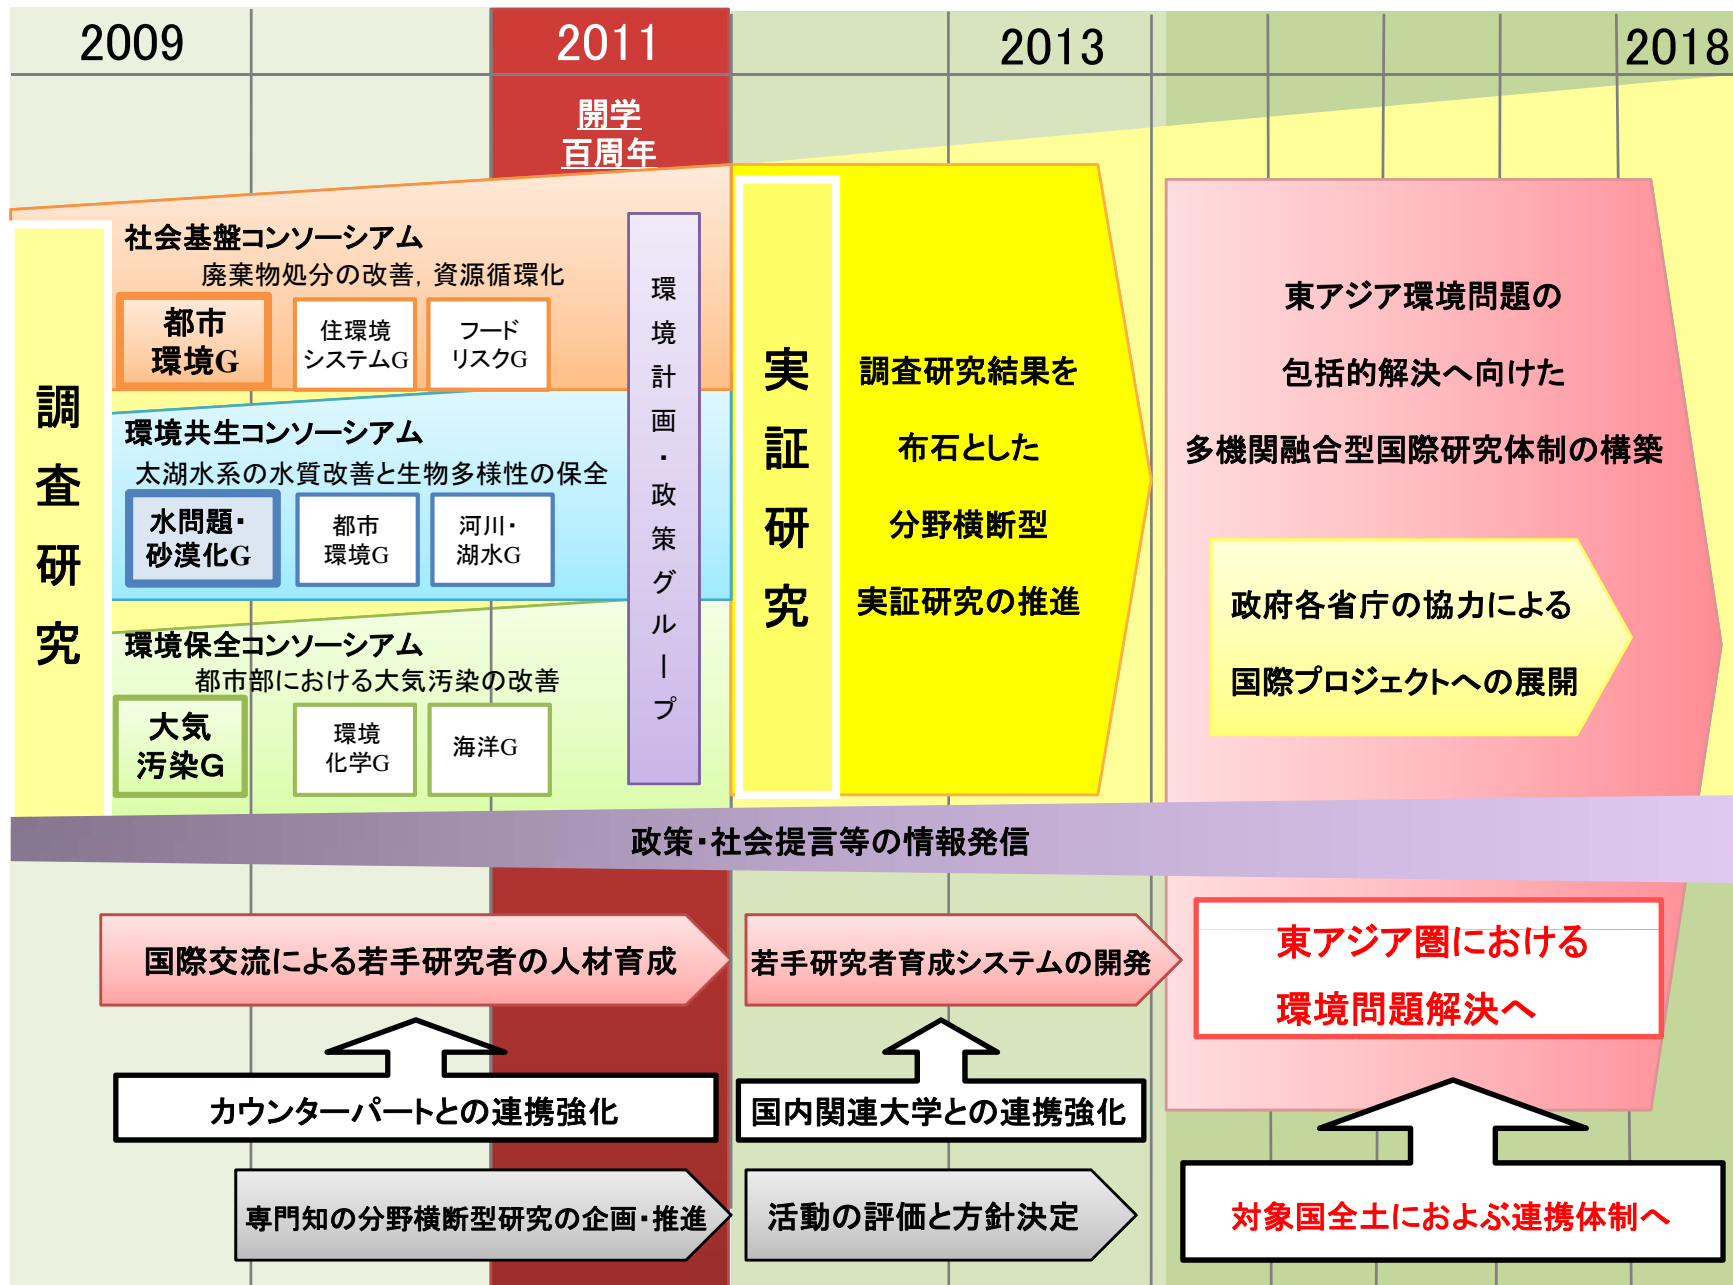 2009
2011
2013
2018
開学
百周年
調査研究
社会基盤コンソーシアム
廃棄物処分の改善, 資源循環化
都市
環境G
住環境
システムG
フード
リスクG
環境共生コンソーシアム
太湖水系の水質改善と生物多様性の保全
水問題・
砂漠化G
都市
環境G
河川・
湖水G
環境保全コンソーシアム
都市部における大気汚染の改善
大気
汚染G
環境
化学G
海洋G
環境計画・政策グループ
実証研究
調査研究結果を
布石とした
分野横断型
実証研究の推進
東アジア環境問題の
包括的解決へ向けた
多機関融合型国際研究体制の構築
政府各省庁の協力による
国際プロジェクトへの展開
政策・社会提言等の情報発信
国際交流による若手研究者の人材育成
若手研究者育成システムの開発
東アジア圏における
環境問題解決へ
カウンターパートとの連携強化
国内関連大学との連携強化
専門知の分野横断型研究の企画・推進
活動の評価と方針決定
対象国全土におよぶ連携体制へ